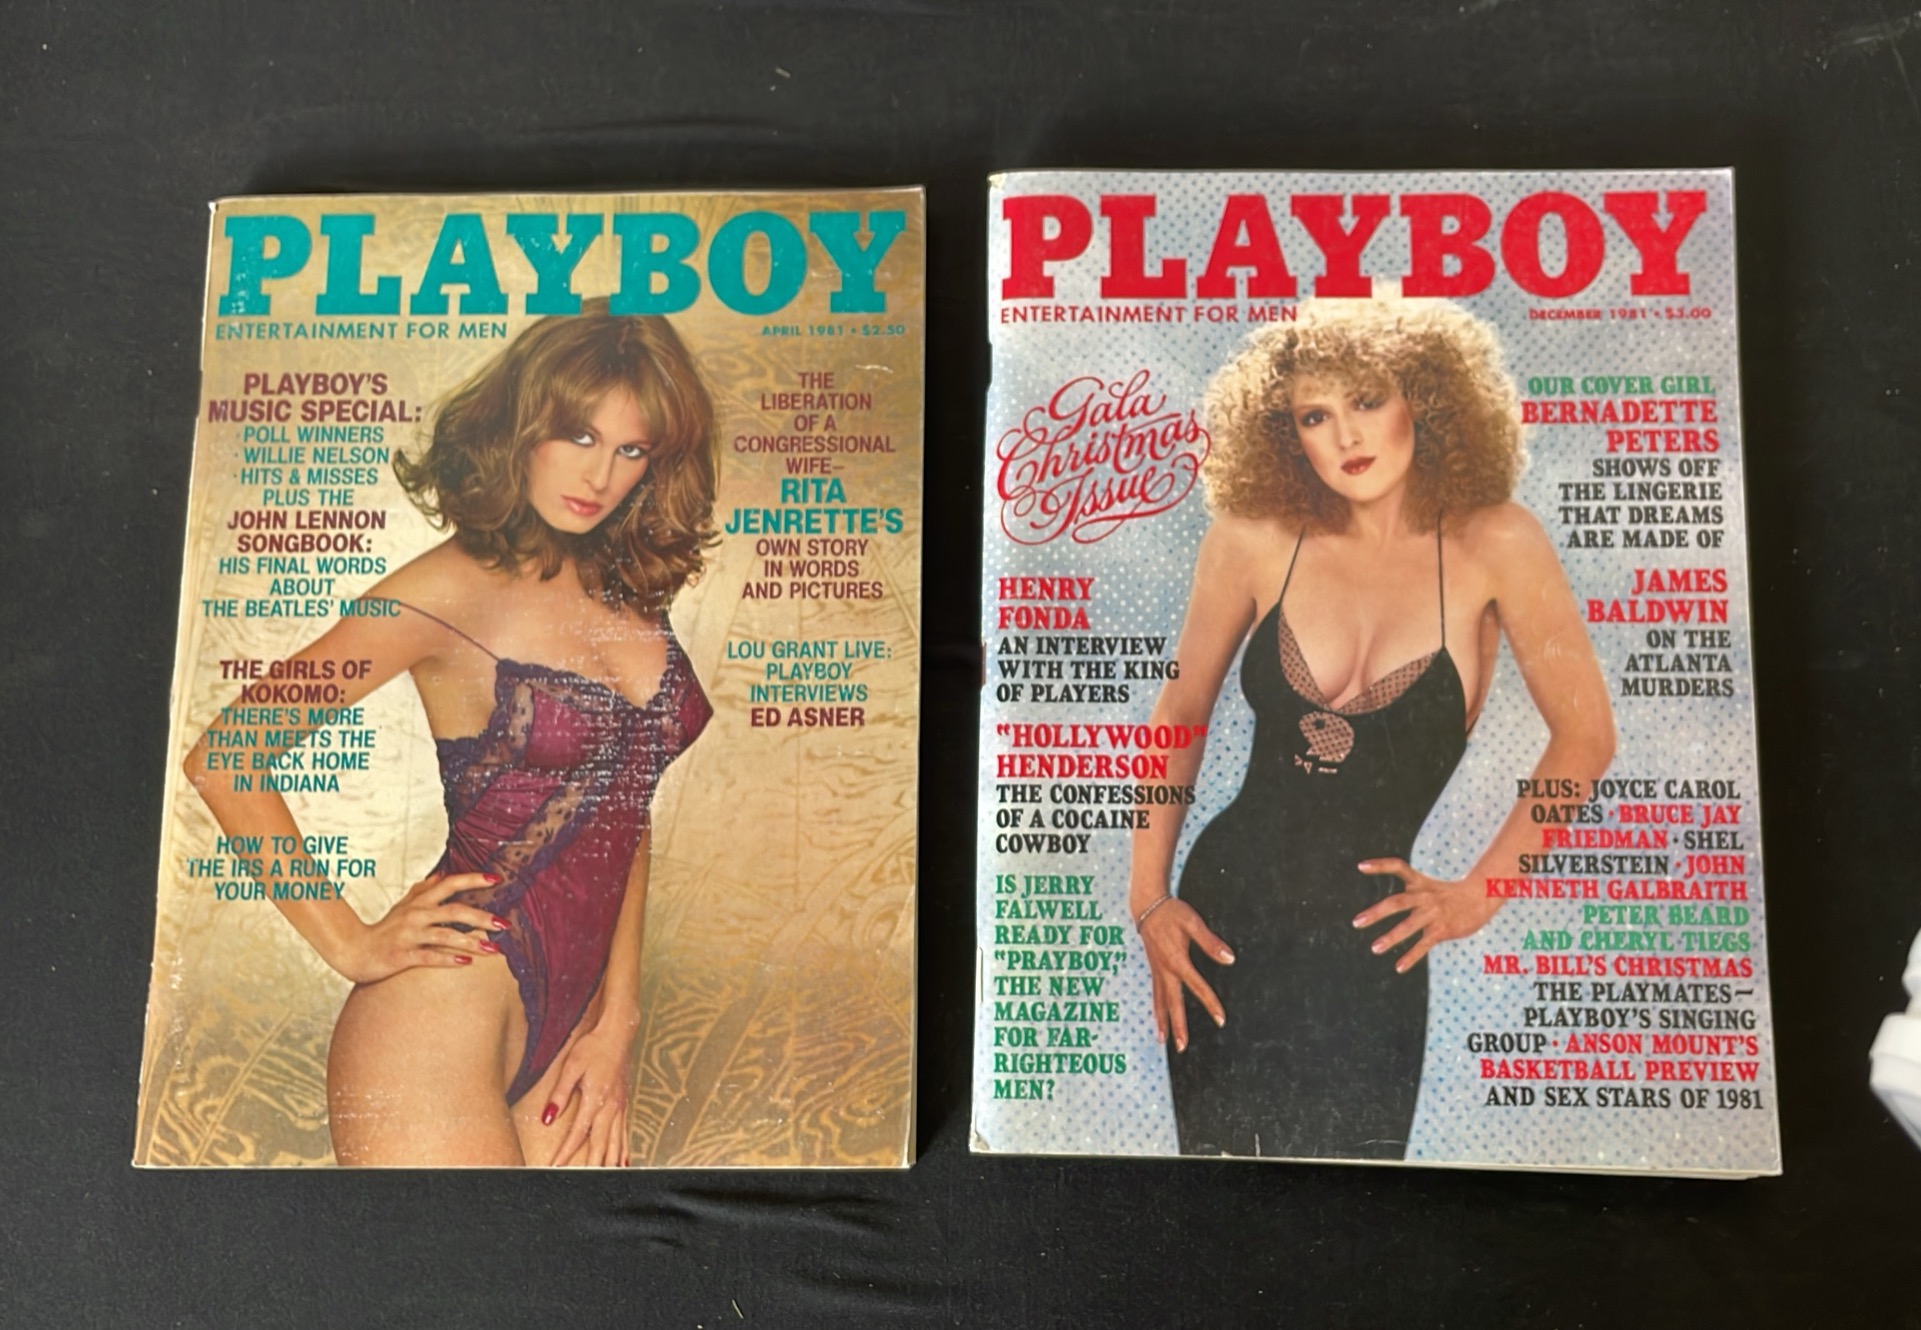 PLAYBOY
ENTERTAINMENT FOR MEN
APRIL 1981 • $2.50
PLAYBOY'S
MUSIC SPECIAL:
·POLL WINNERS
·WILLIE NELSON
·HITS & MISSES
PLUS THE
JOHN LENNON
SONGBOOK:
HIS FINAL WORDS
ABOUT
THE BEATLES' MUSIC
THE GIRLS OF
KOKOMO:
THERE'S MORE
THAN MEETS THE
EYE BACK HOME
IN INDIANA
HOW TO GIVE
THE IRS A RUN FOR
YOUR MONEY
THE
LIBERATION
OF A
CONGRESSIONAL
WIFE—
RITA
JENRETTE'S
OWN STORY
IN WORDS
AND PICTURES
LOU GRANT LIVE:
PLAYBOY
INTERVIEWS
ED ASNER
PLAYBOY
ENTERTAINMENT FOR MEN
DECEMBER 1981 • $3.00
Gala
Christmas
Issue
HENRY
FONDA
AN INTERVIEW
WITH THE KING
OF PLAYERS
"HOLLYWOOD"
HENDERSON
THE CONFESSIONS
OF A COCAINE
COWBOY
IS JERRY
FALWELL
READY FOR
"PRAYBOY,"
THE NEW
MAGAZINE
FOR FAR-
RIGHTEOUS
MEN?
OUR COVER GIRL
BERNADETTE
PETERS
SHOWS OFF
THE LINGERIE
THAT DREAMS
ARE MADE OF
JAMES
BALDWIN
ON THE
ATLANTA
MURDERS
PLUS: JOYCE CAROL
OATES · BRUCE JAY
FRIEDMAN · SHEL
SILVERSTEIN · JOHN
KENNETH GALBRAITH
PETER BEARD
AND CHERYL TIEGS
MR. BILL'S CHRISTMAS
THE PLAYMATES—
PLAYBOY'S SINGING
GROUP · ANSON MOUNT'S
BASKETBALL PREVIEW
AND SEX STARS OF 1981